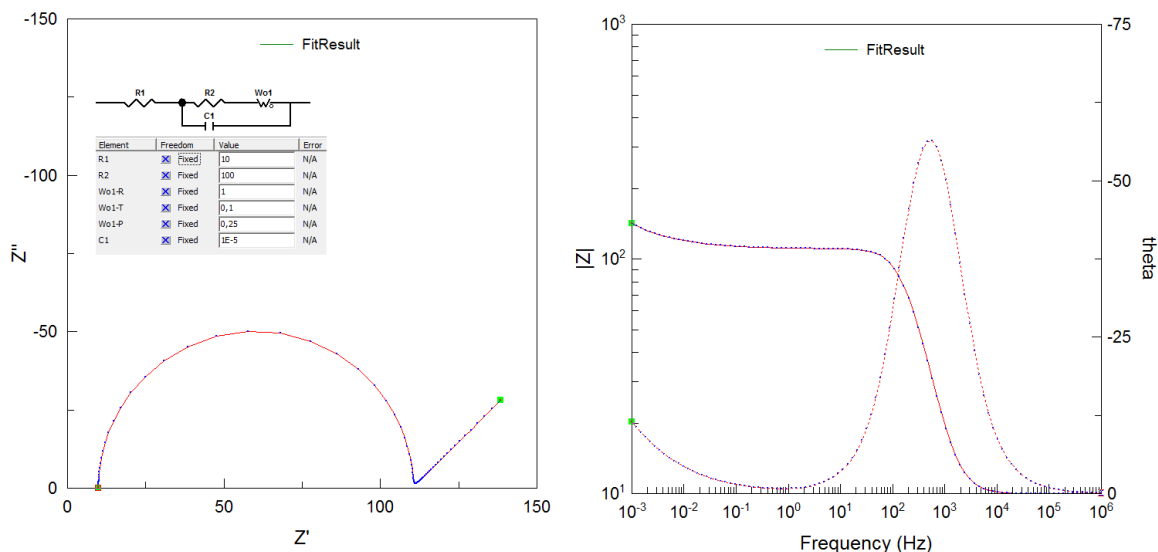 -150
FitResult
R1
R2
Wo1
C1
Element Freedom Value Error
R1 Fixed 10 N/A
R2 Fixed 100 N/A
Wo1-R Fixed 1 N/A
Wo1-T Fixed 0,1 N/A
Wo1-P Fixed 0,25 N/A
C1 Fixed 1E-5 N/A
-100
Z''
-50
0
0 50 100 150
Z'
10³ -75
FitResult
-50
|Z| 10² theta
-25
10¹ 0
10⁻³ 10⁻² 10⁻¹ 10⁰ 10¹ 10² 10³ 10⁴ 10⁵ 10⁶
Frequency (Hz)